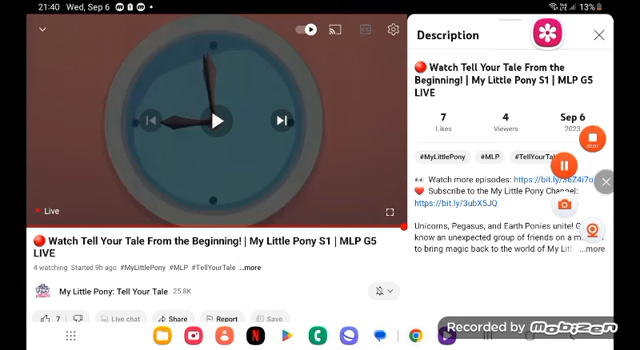 21:40 Wed, Sep 6
13%
Description
🔴 Watch Tell Your Tale From the
Beginning! | My Little Pony S1 | MLP G5
LIVE
7
4
Sep 6
Likes
Viewers
2023
#MyLittlePony
#MLP
#TellYourTale
👀 Watch more episodes: https://bit.ly/
❤️ Subscribe to the My Little Pony Channel:
https://bit.ly/3ubX5JQ
Unicorns, Pegasus, and Earth Ponies unite!
know an unexpected group of friends on a
to bring magic back to the world of My ...more
Live
🔴 Watch Tell Your Tale From the Beginning! | My Little Pony S1 | MLP G5
LIVE
4 watching Started 9h ago #MyLittlePony #MLP #TellYourTale ...more
My Little Pony: Tell Your Tale 25.8K
7
Live chat
Share
Report
Save
Recorded by mobizen